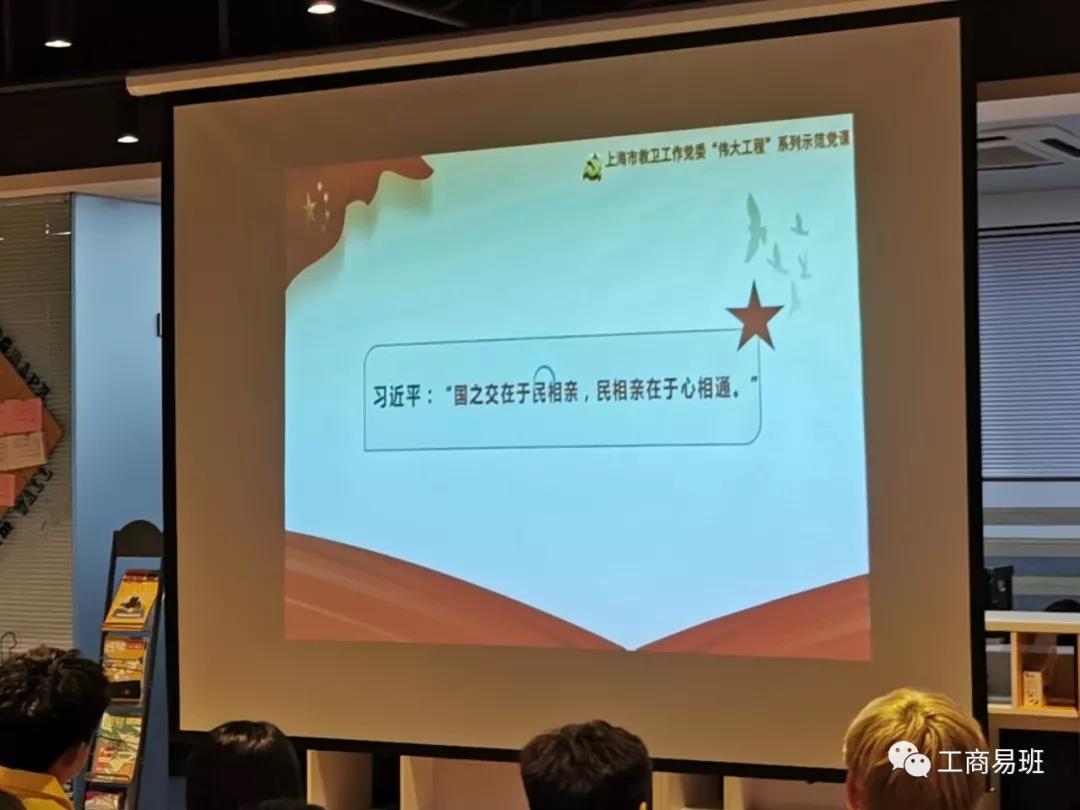 上海市教卫工作党委“伟大工程”系列示范党课
习近平：“国之交在于民相亲，民相亲在于心相通。”
WALL
工商易班